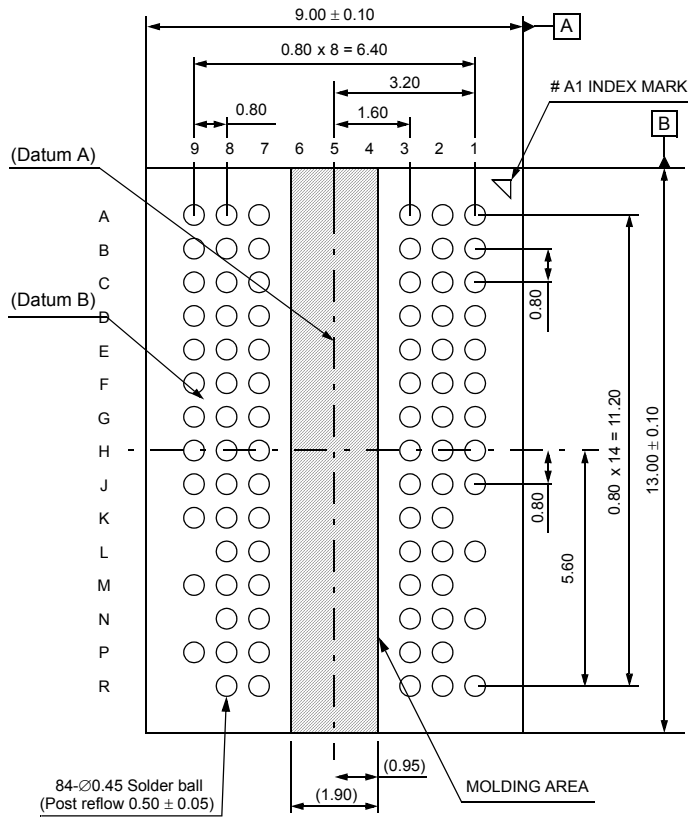 9.00 ± 0.10
A
0.80 x 8 = 6.40
3.20
# A1 INDEX MARK
0.80
1.60
B
9 8 7 6 5 4 3 2 1
(Datum A)
A
B
C
0.80
(Datum B)
D
E
F
G
H
J
K
L
M
N
P
R
0.80
5.60
0.80 x 14 = 11.20
13.00 ± 0.10
(0.95)
MOLDING AREA
(1.90)
84-∅0.45 Solder ball
(Post reflow 0.50 ± 0.05)